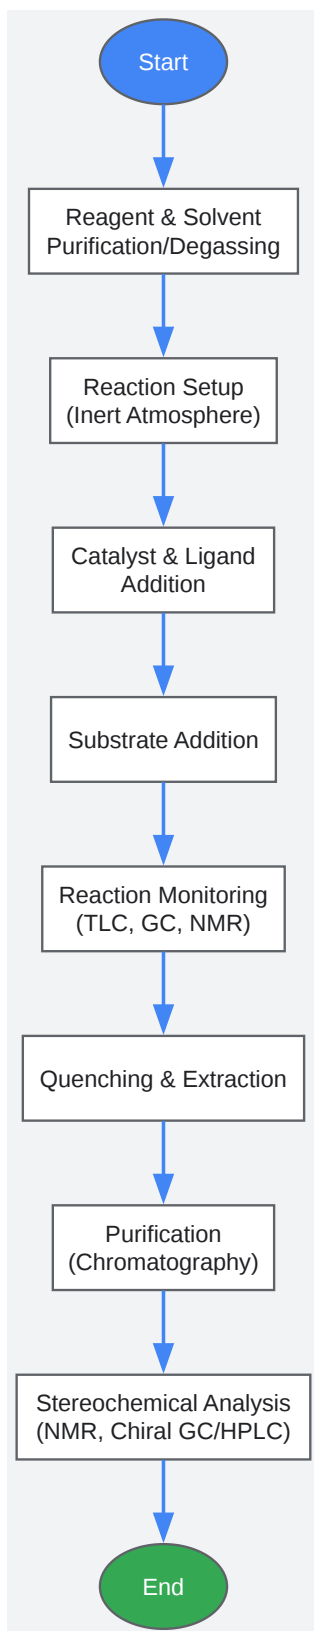 Start
Reagent & Solvent
Purification/Degassing
Reaction Setup
(Inert Atmosphere)
Catalyst & Ligand
Addition
Substrate Addition
Reaction Monitoring
(TLC, GC, NMR)
Quenching & Extraction
Purification
(Chromatography)
Stereochemical Analysis
(NMR, Chiral GC/HPLC)
End